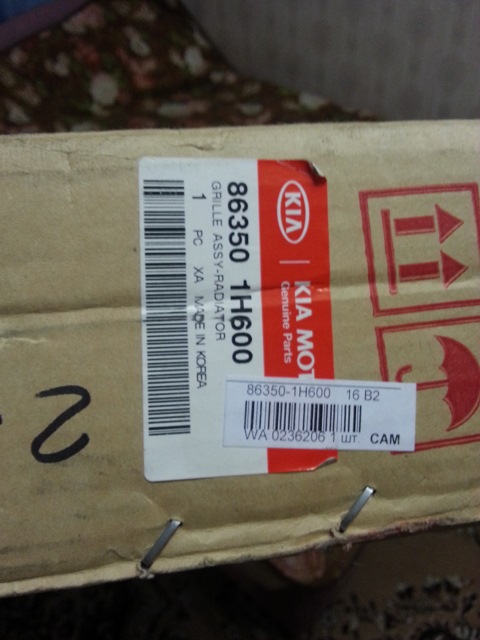 KIA
KIA MOT
Genuine Parts
86350 1H600
GRILLE ASSY-RADIATOR
1 PC XA MADE IN KOREA
86350-1H600 16 B2
WA 0236206 1 шт. CAM
2